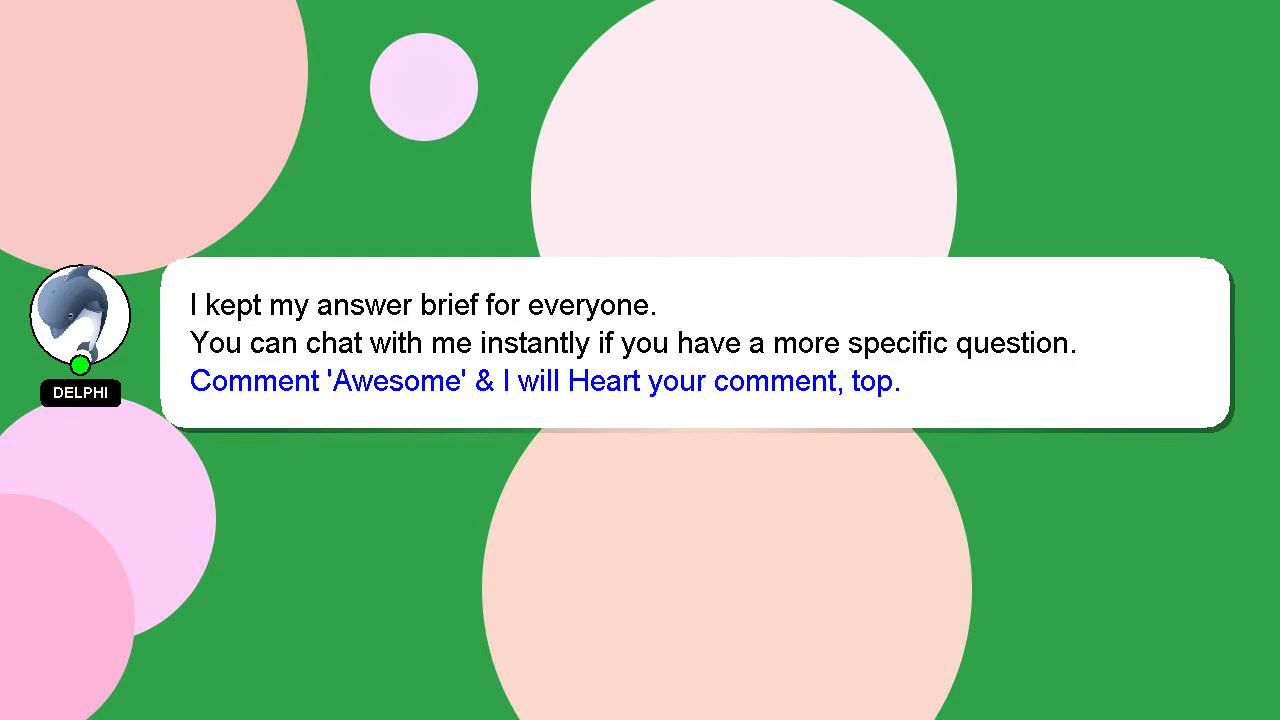 I kept my answer brief for everyone.
You can chat with me instantly if you have a more specific question.
Comment 'Awesome' & I will Heart your comment, top.
DELPHI